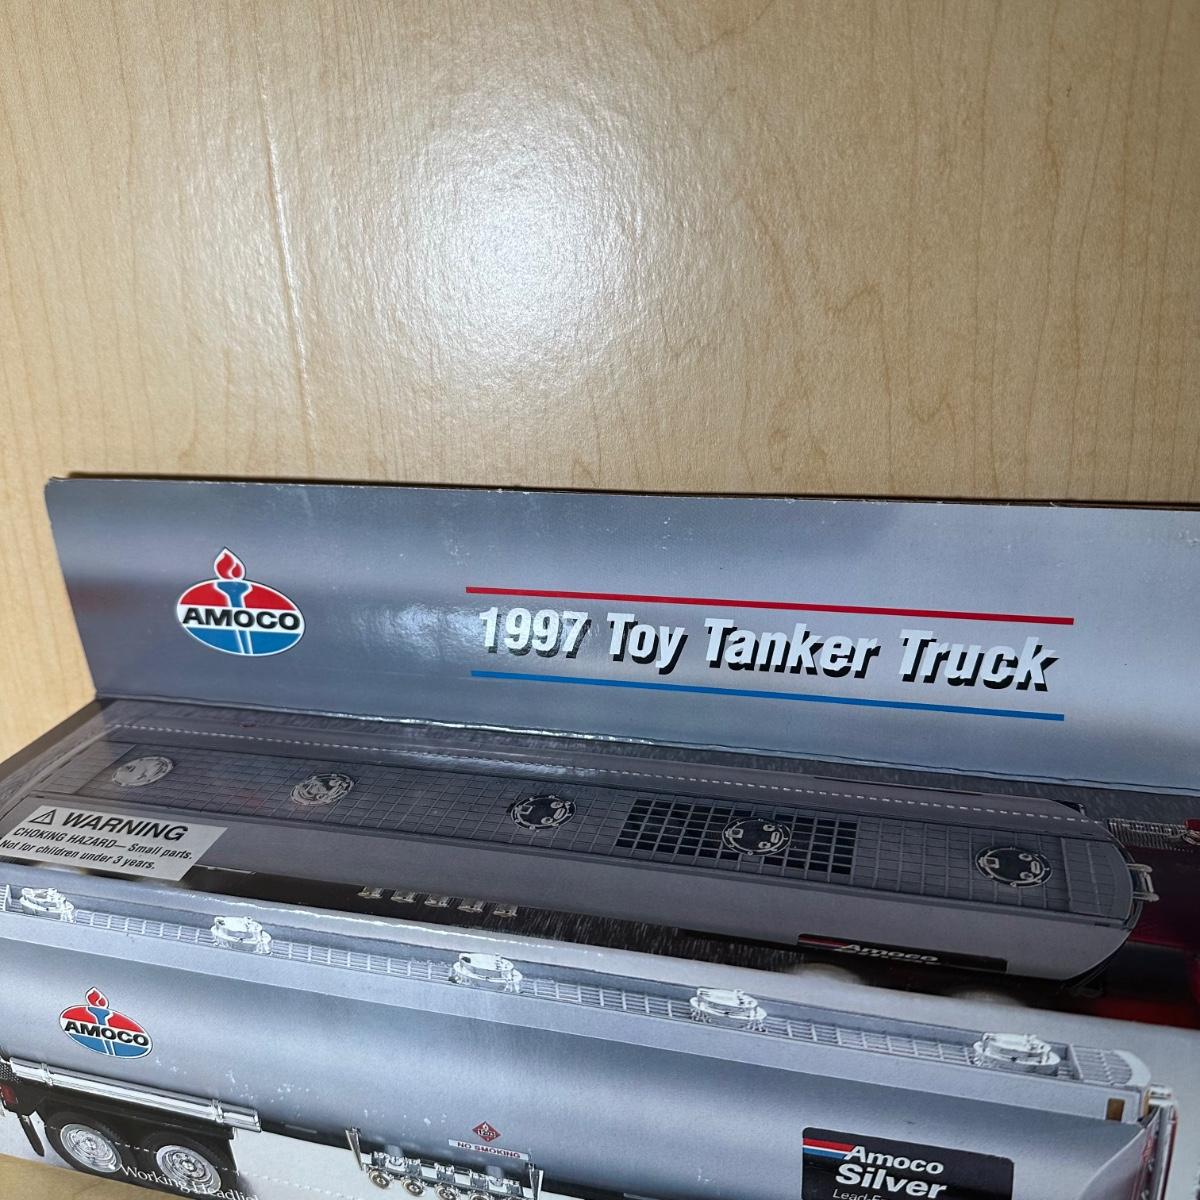 AMOCO
1997 Toy Tanker Truck
WARNING
CHOKING HAZARD— Small parts.
Not for children under 3 years.
Amoco
AMOCO
NO SMOKING
Amoco
Silver
Working